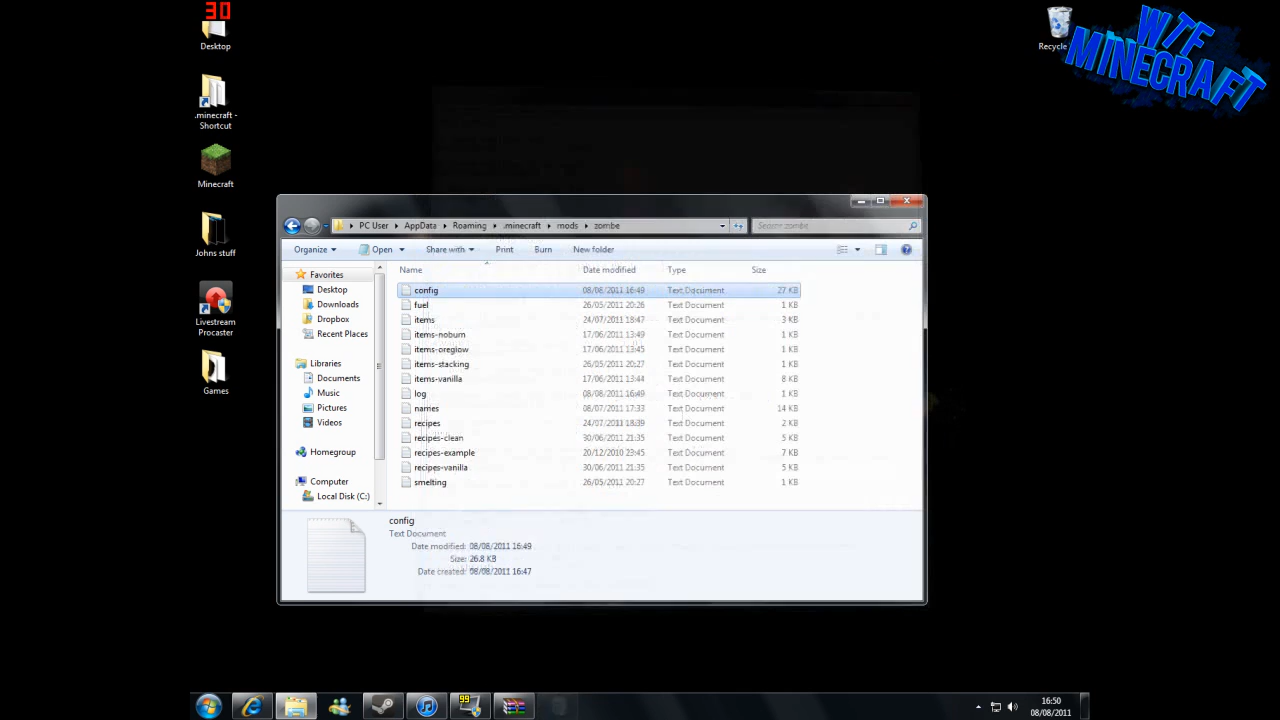 30
Desktop
.minecraft -
Shortcut
Minecraft
Johns stuff
Livestream
Procaster
Games
Recycle
WTF
MINECRAFT
PC User AppData Roaming .minecraft mods zombe
Search zombe
Organize Open Share with Print Burn New folder
Name Date modified Type Size
Favorites
Desktop
Downloads
Dropbox
Recent Places
Libraries
Documents
Music
Pictures
Videos
Homegroup
Computer
Local Disk (C:)
config 08/08/2011 16:49 Text Document 27 KB
fuel 26/05/2011 20:26 Text Document 1 KB
items 24/07/2011 18:47 Text Document 3 KB
items-noburn 17/06/2011 13:49 Text Document 1 KB
items-oreglow 17/06/2011 13:45 Text Document 1 KB
items-stacking 26/05/2011 20:27 Text Document 1 KB
items-vanilla 17/06/2011 13:44 Text Document 8 KB
log 08/08/2011 16:49 Text Document 1 KB
names 08/07/2011 17:33 Text Document 14 KB
recipes 24/07/2011 18:39 Text Document 2 KB
recipes-clean 30/06/2011 21:35 Text Document 5 KB
recipes-example 20/12/2010 23:45 Text Document 7 KB
recipes-vanilla 30/06/2011 21:35 Text Document 5 KB
smelting 26/05/2011 20:27 Text Document 1 KB
config
Text Document
Date modified: 08/08/2011 16:49
Size: 26.8 KB
Date created: 08/08/2011 16:47
99
16:50
08/08/2011